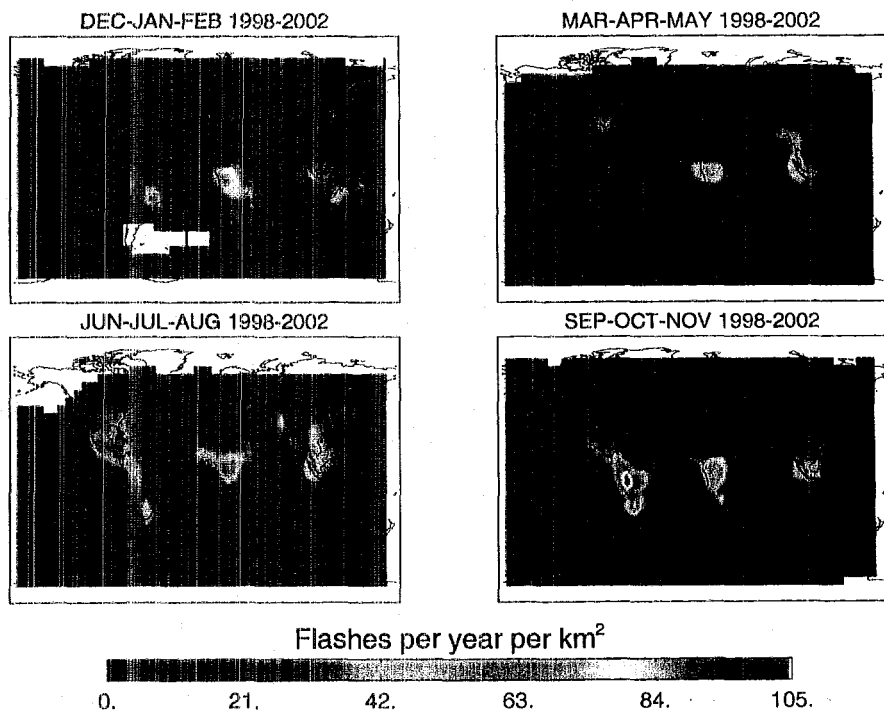 DEC-JAN-FEB 1998-2002
MAR-APR-MAY 1998-2002
JUN-JUL-AUG 1998-2002
SEP-OCT-NOV 1998-2002
Flashes per year per km²
0. 21. 42. 63. 84. 105.